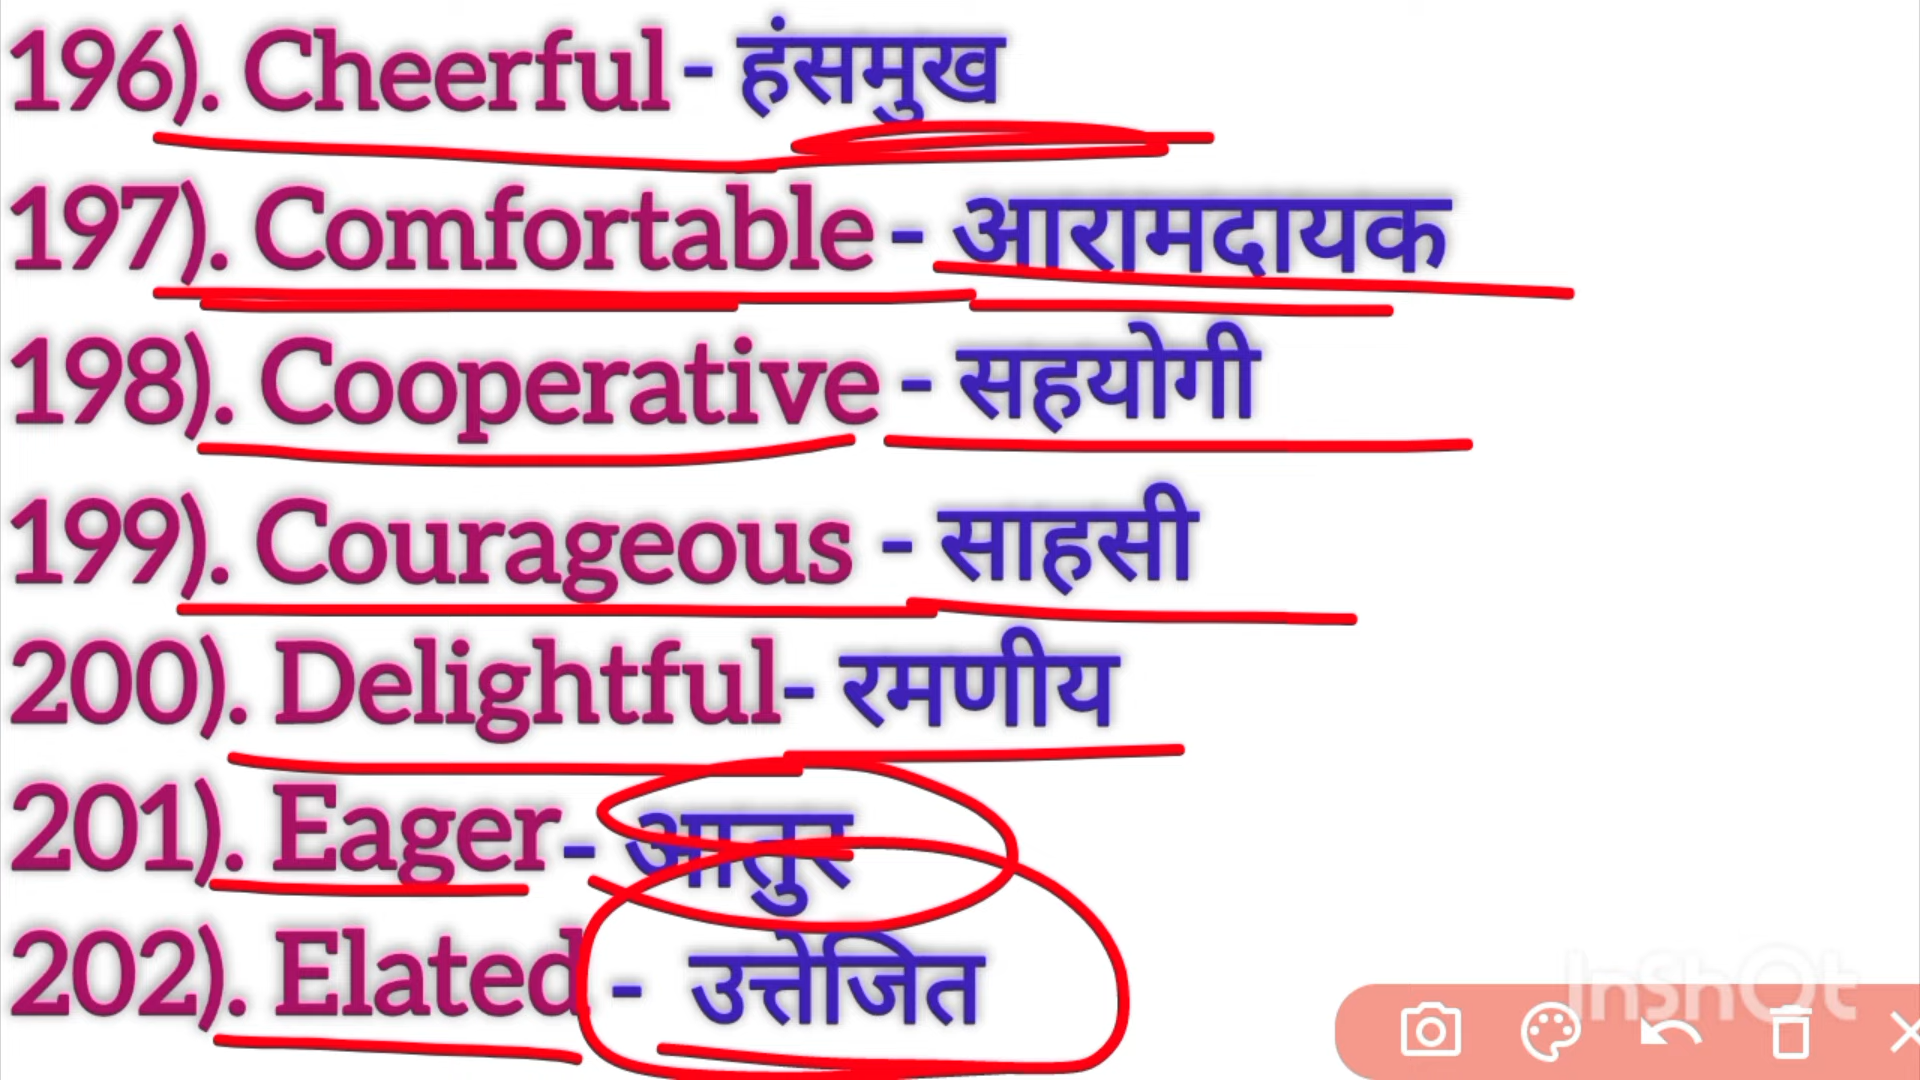 196). Cheerful - हंसमुख
197). Comfortable - आरामदायक
198). Cooperative - सहयोगी
199). Courageous - साहसी
200). Delightful- रमणीय
201). Eager- आतुर
202). Elated - उत्तेजित
InShOt